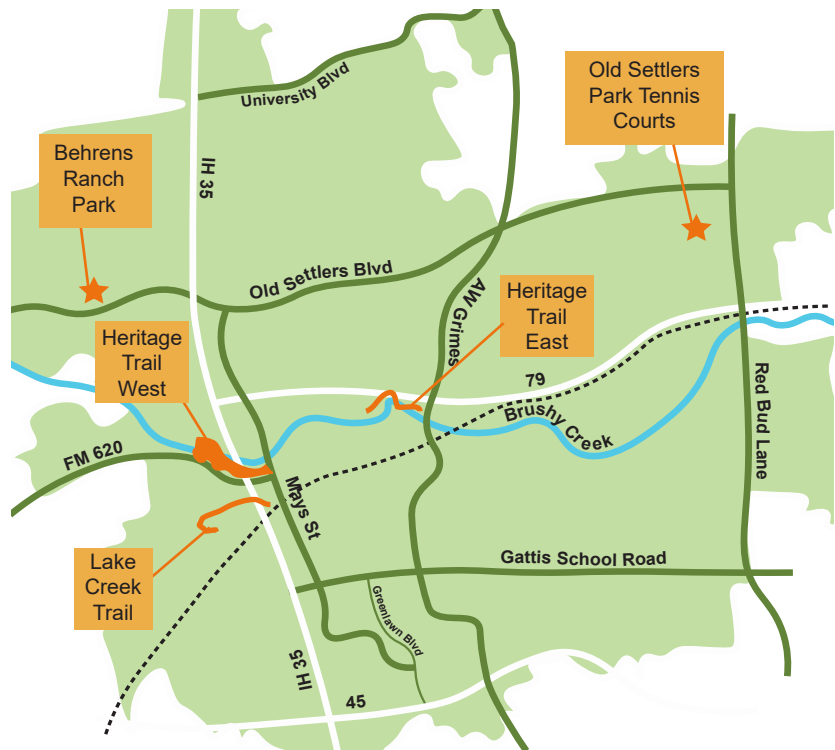 University Blvd
Old Settlers
Park Tennis
Courts
Behrens
Ranch
Park
IH 35
Old Settlers Blvd
AW Grimes
Heritage
Trail
East
Heritage
Trail
West
79
Brushy Creek
Red Bud Lane
FM 620
Mays St
Lake
Creek
Trail
Gattis School Road
Greenlawn Blvd
IH 35
45